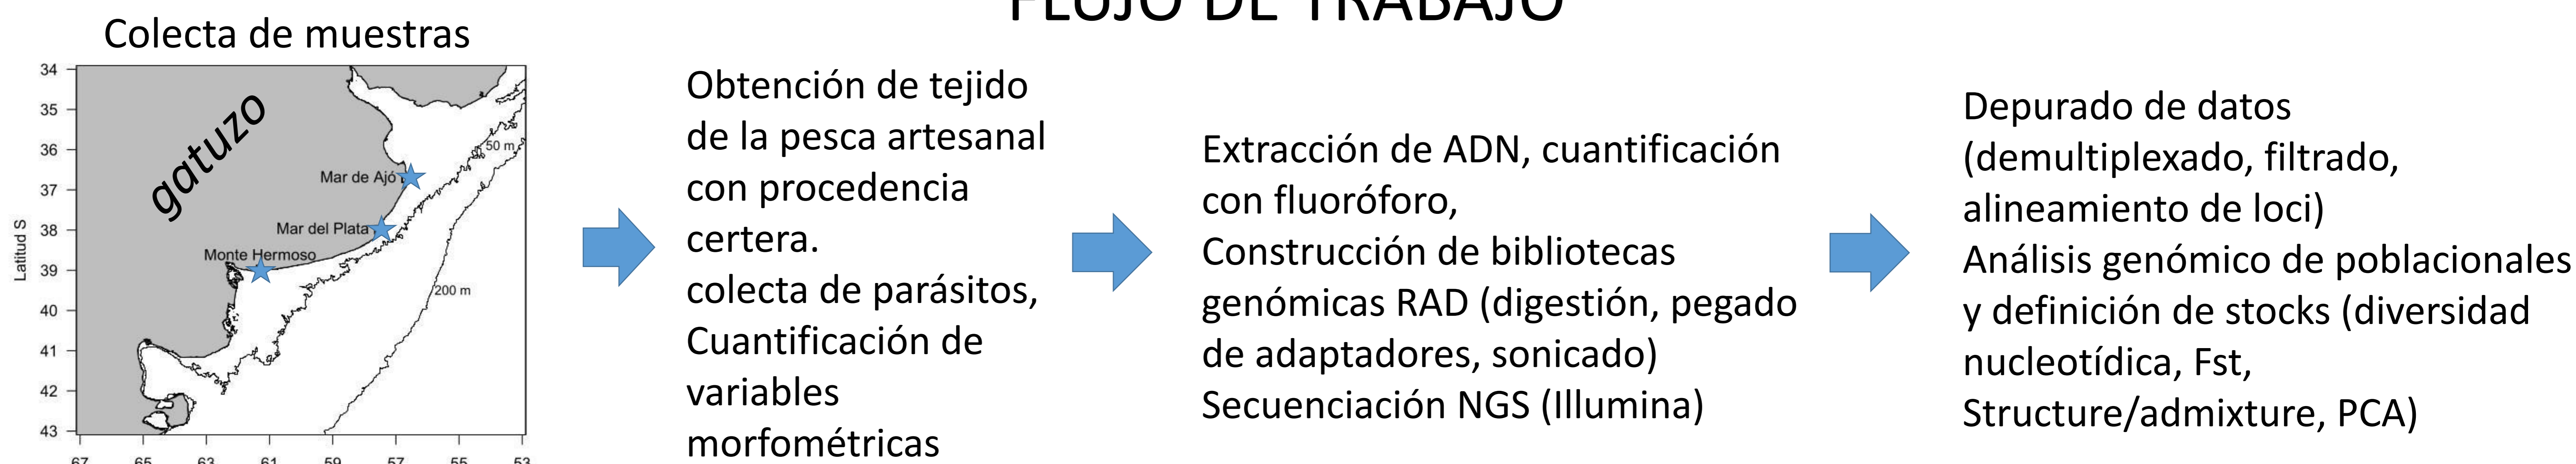 FLUJO DE TRABAJO
Colecta de muestras
34
35
36
37
38
39
40
41
42
43
Latitud S
gatuzo
50 m
Mar de Ajó
Mar del Plata
Monte Hermoso
200 m
67 65 63 61 59 57 55 53
Obtención de tejido
de la pesca artesanal
con procedencia
certera.
colecta de parásitos,
Cuantificación de
variables
morfométricas
Extracción de ADN, cuantificación
con fluoróforo,
Construcción de bibliotecas
genómicas RAD (digestión, pegado
de adaptadores, sonicado)
Secuenciación NGS (Illumina)
Depurado de datos
(demultiplexado, filtrado,
alineamiento de loci)
Análisis genómico de poblacionales
y definición de stocks (diversidad
nucleotídica, Fst,
Structure/admixture, PCA)